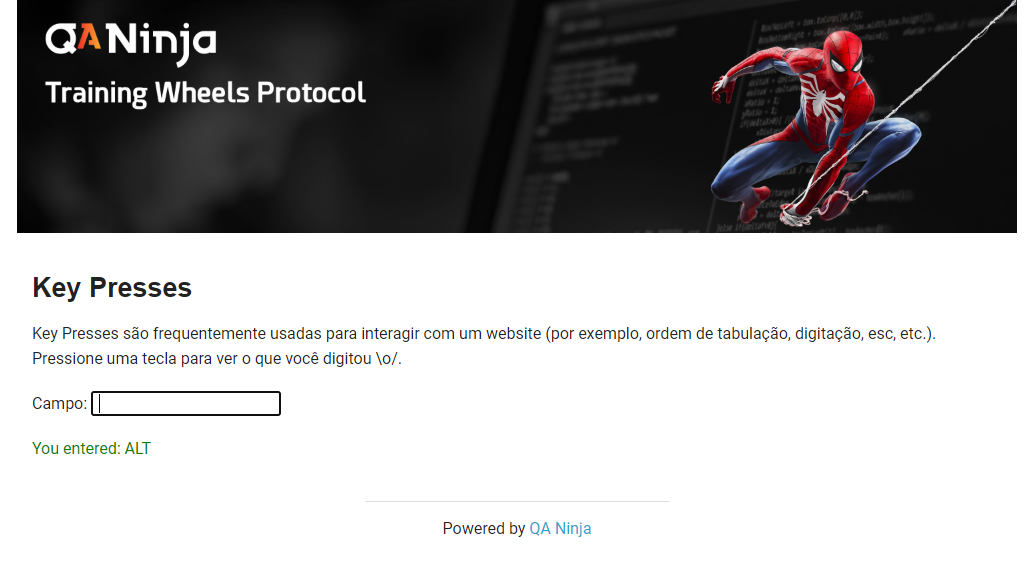 QA Ninja
Training Wheels Protocol
Key Presses
Key Presses são frequentemente usadas para interagir com um website (por exemplo, ordem de tabulação, digitação, esc, etc.).
Pressione uma tecla para ver o que você digitou \o/.
Campo:
You entered: ALT
Powered by QA Ninja